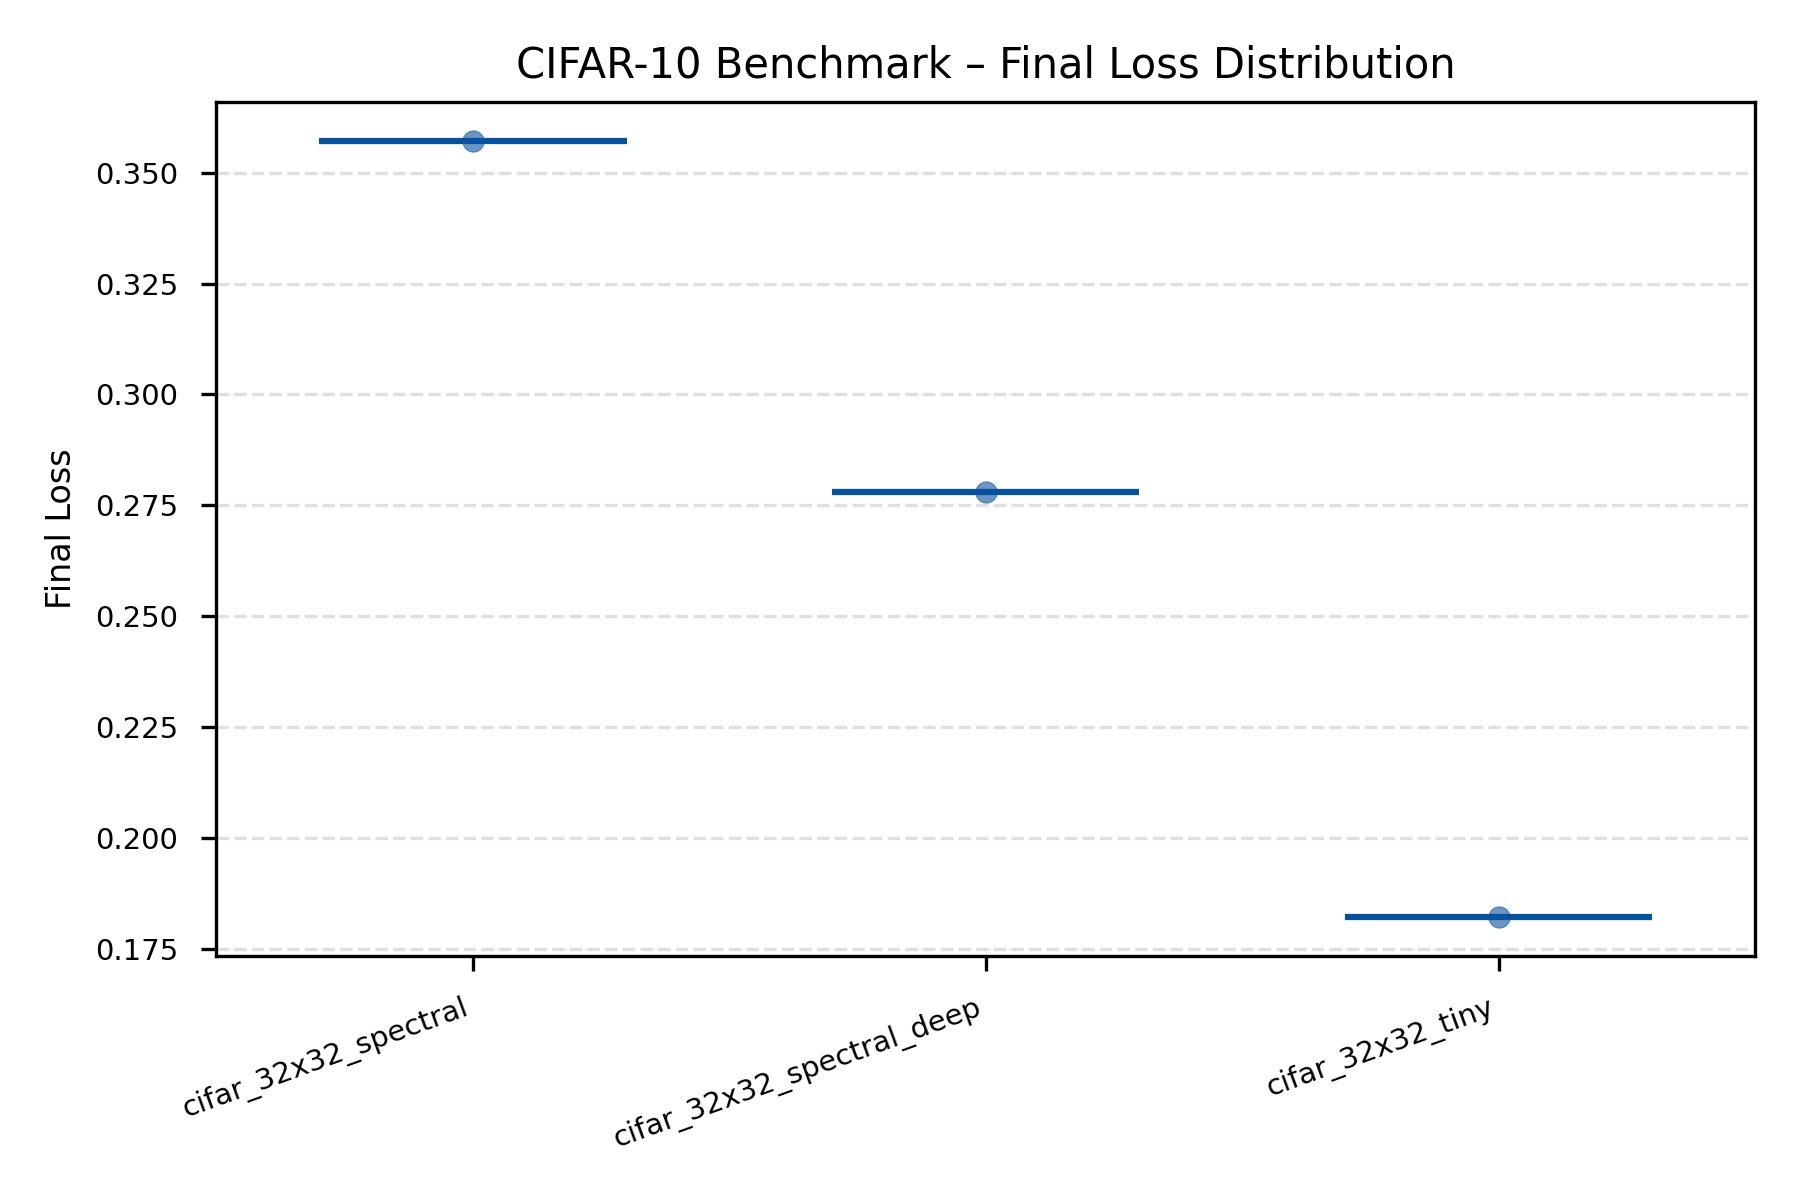 CIFAR-10 Benchmark – Final Loss Distribution
Final Loss
0.350
0.325
0.300
0.275
0.250
0.225
0.200
0.175
cifar_32x32_spectral
cifar_32x32_spectral_deep
cifar_32x32_tiny